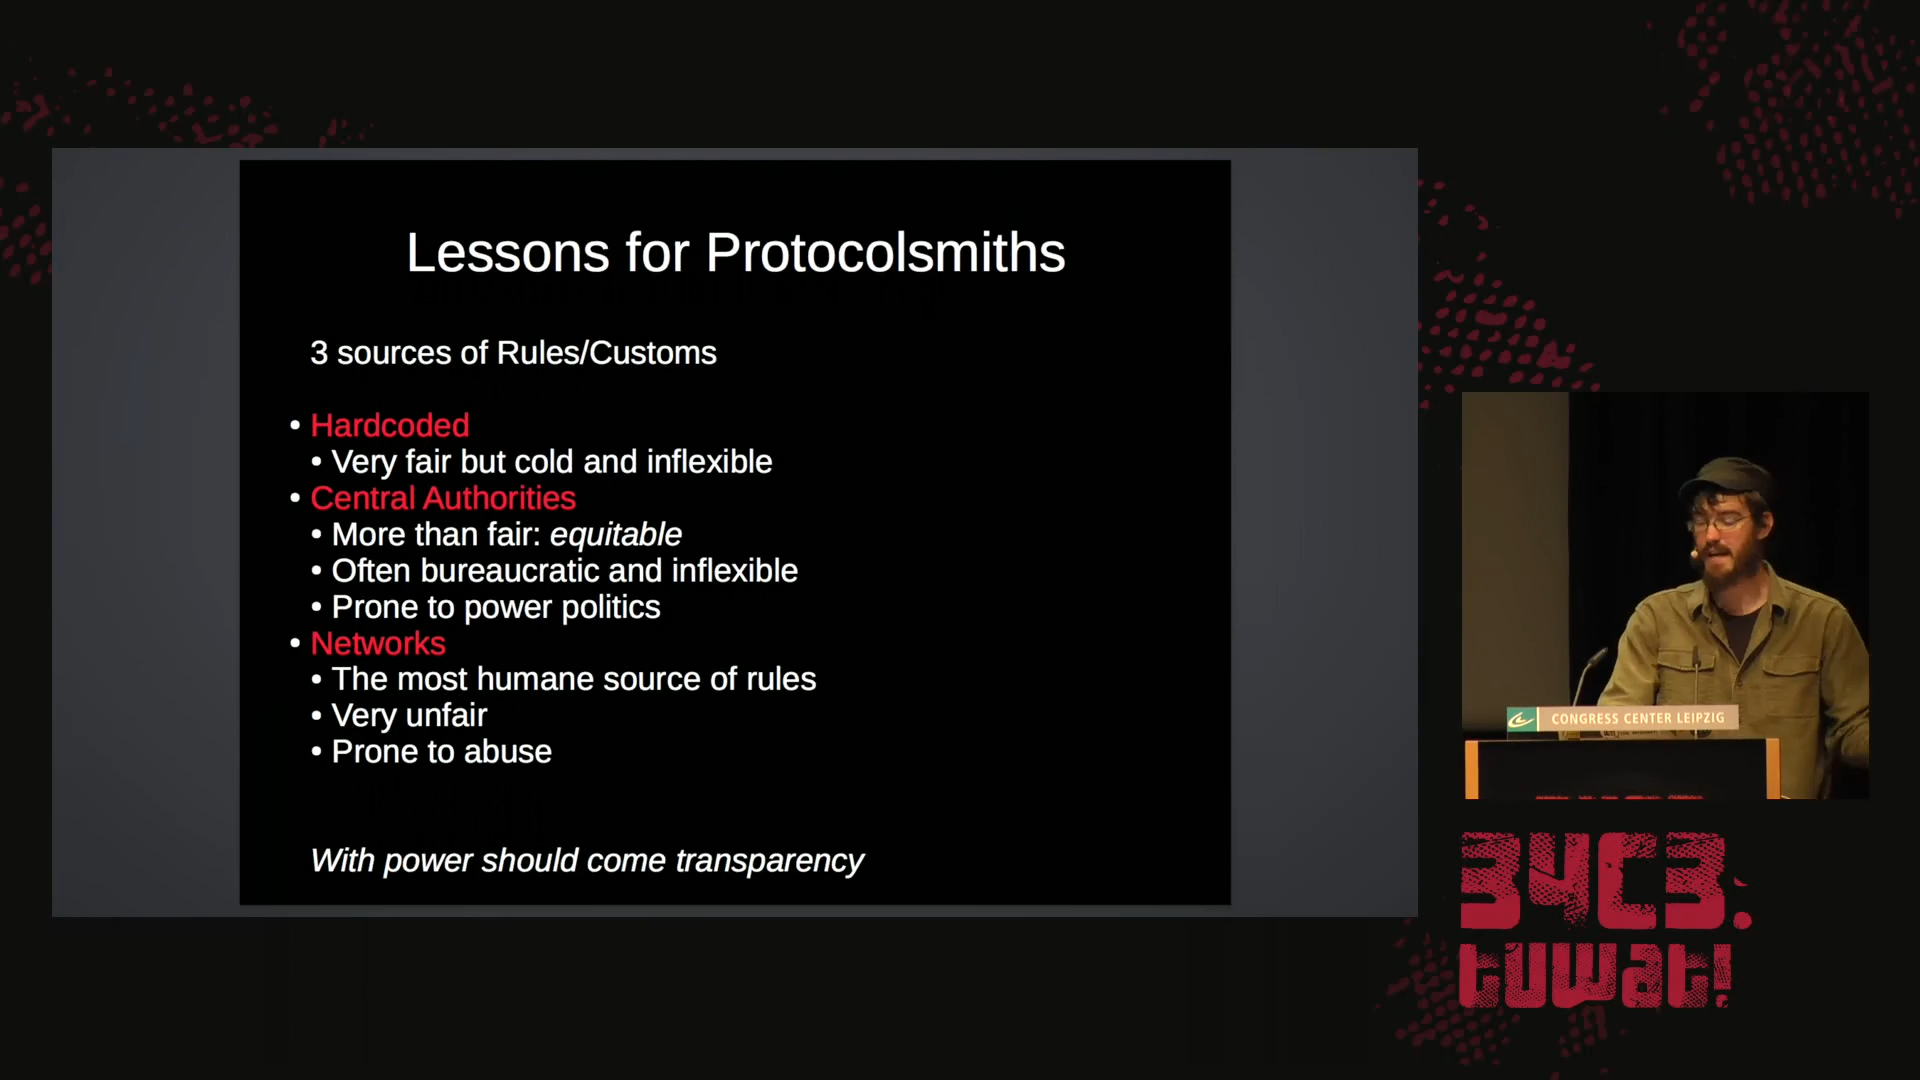 Lessons for Protocolsmiths
3 sources of Rules/Customs
• Hardcoded
• Very fair but cold and inflexible
• Central Authorities
• More than fair: equitable
• Often bureaucratic and inflexible
• Prone to power politics
• Networks
• The most humane source of rules
• Very unfair
• Prone to abuse
With power should come transparency
CONGRESS CENTER LEIPZIG
34C3.
tuwat!